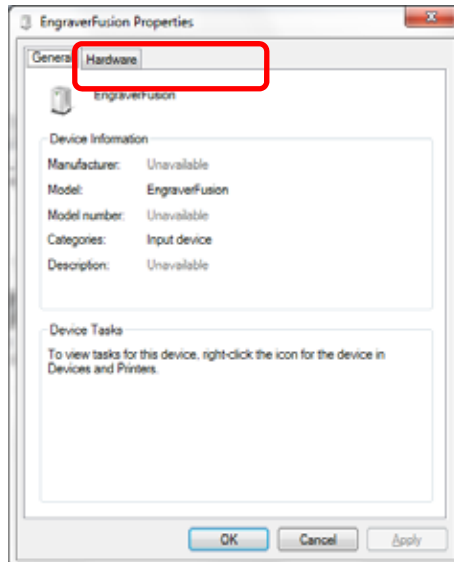 EngraverFusion Properties
General Hardware
EngraverFusion
Device Information
Manufacturer: Unavailable
Model: EngraverFusion
Model number: Unavailable
Categories: Input device
Description: Unavailable
Device Tasks
To view tasks for this device, right-click the icon for the device in
Devices and Printers.
OK Cancel Apply